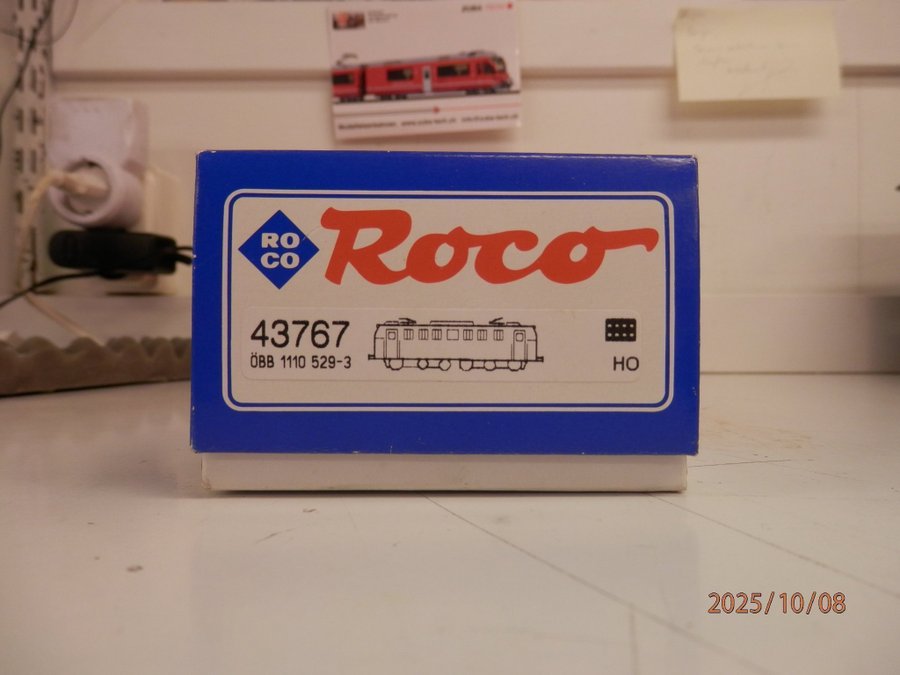 RO
CO
Roco
43767
ÖBB 1110 529-3
HO
2025/10/08